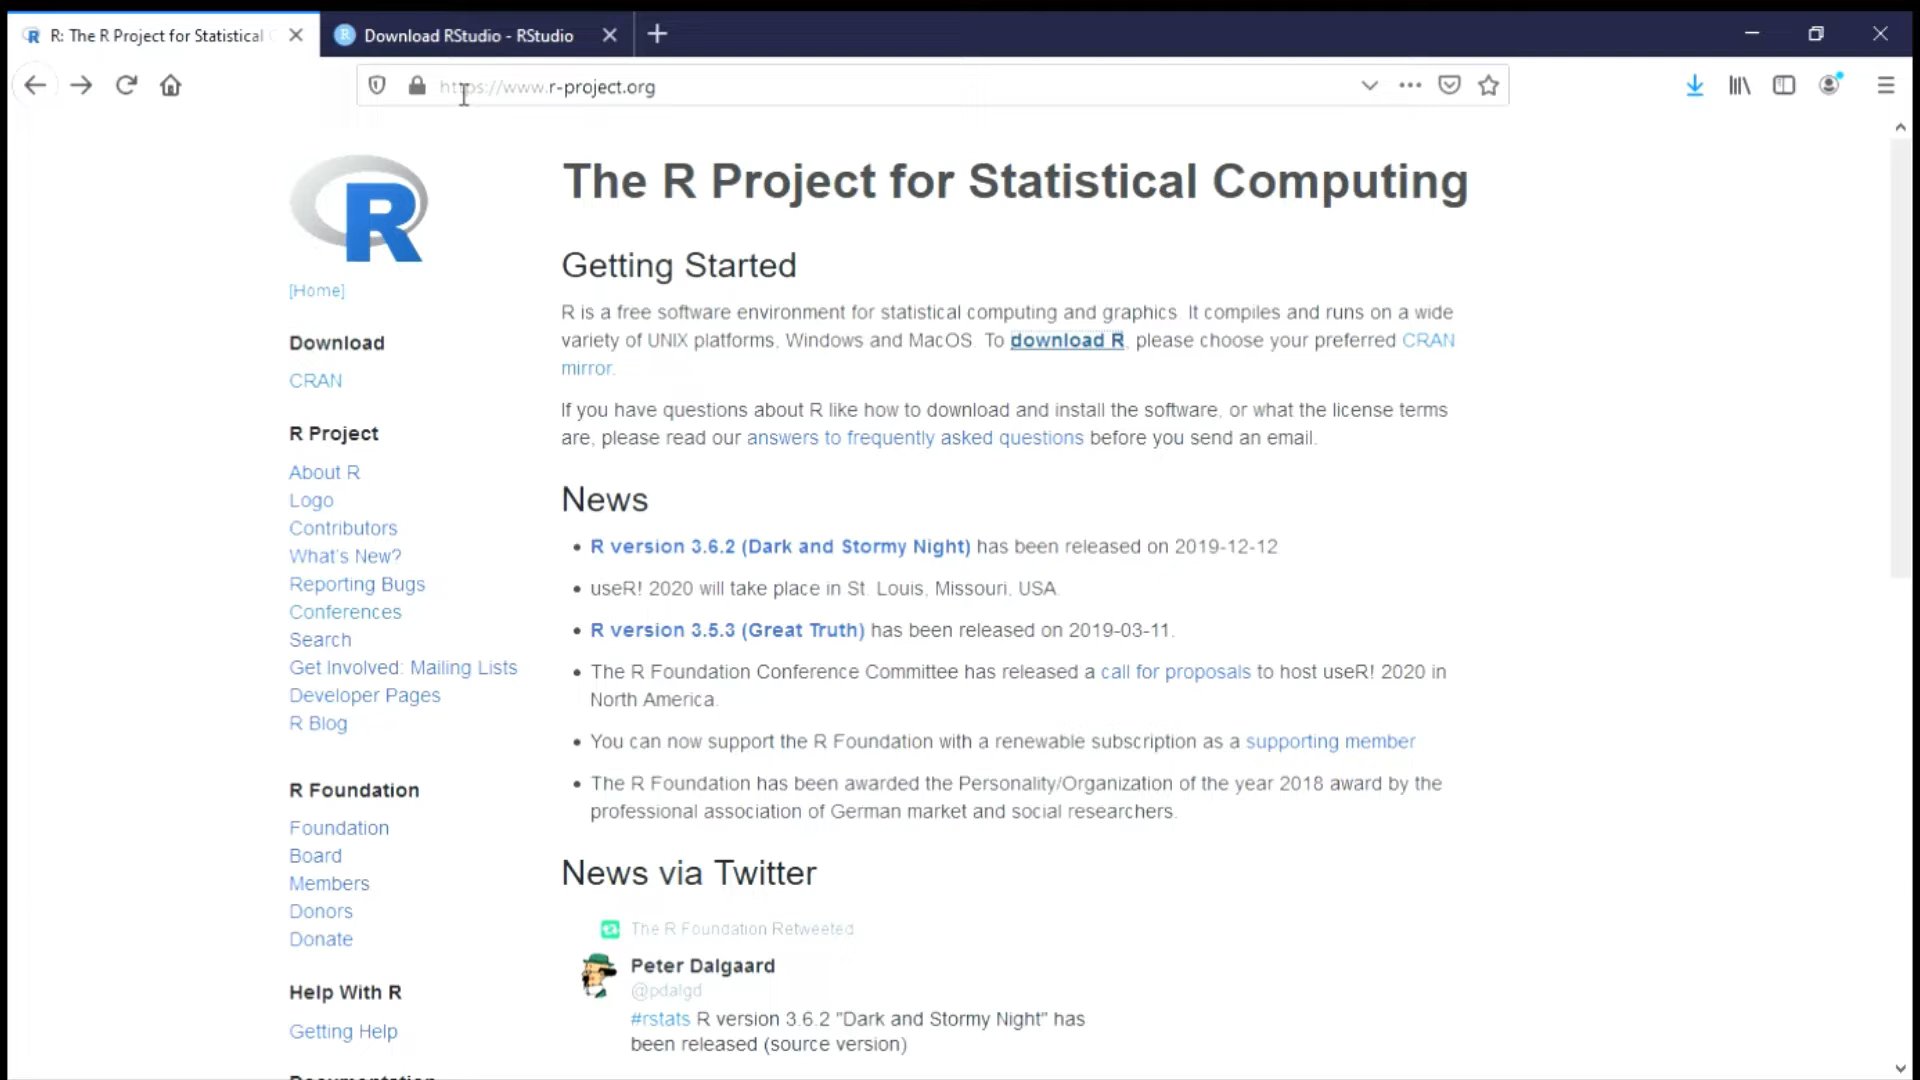 R: The R Project for Statistical
Download RStudio - RStudio
https://www.r-project.org
R
[Home]
Download
CRAN
R Project
About R
Logo
Contributors
What's New?
Reporting Bugs
Conferences
Search
Get Involved: Mailing Lists
Developer Pages
R Blog
R Foundation
Foundation
Board
Members
Donors
Donate
Help With R
Getting Help
The R Project for Statistical Computing
Getting Started
R is a free software environment for statistical computing and graphics. It compiles and runs on a wide
variety of UNIX platforms, Windows and MacOS. To download R, please choose your preferred CRAN
mirror.
If you have questions about R like how to download and install the software, or what the license terms
are, please read our answers to frequently asked questions before you send an email.
News
R version 3.6.2 (Dark and Stormy Night) has been released on 2019-12-12
useR! 2020 will take place in St. Louis, Missouri, USA.
R version 3.5.3 (Great Truth) has been released on 2019-03-11.
The R Foundation Conference Committee has released a call for proposals to host useR! 2020 in
North America.
You can now support the R Foundation with a renewable subscription as a supporting member
The R Foundation has been awarded the Personality/Organization of the year 2018 award by the
professional association of German market and social researchers.
News via Twitter
The R Foundation Retweeted
Peter Dalgaard
@pdalgd
#rstats R version 3.6.2 "Dark and Stormy Night" has
been released (source version)